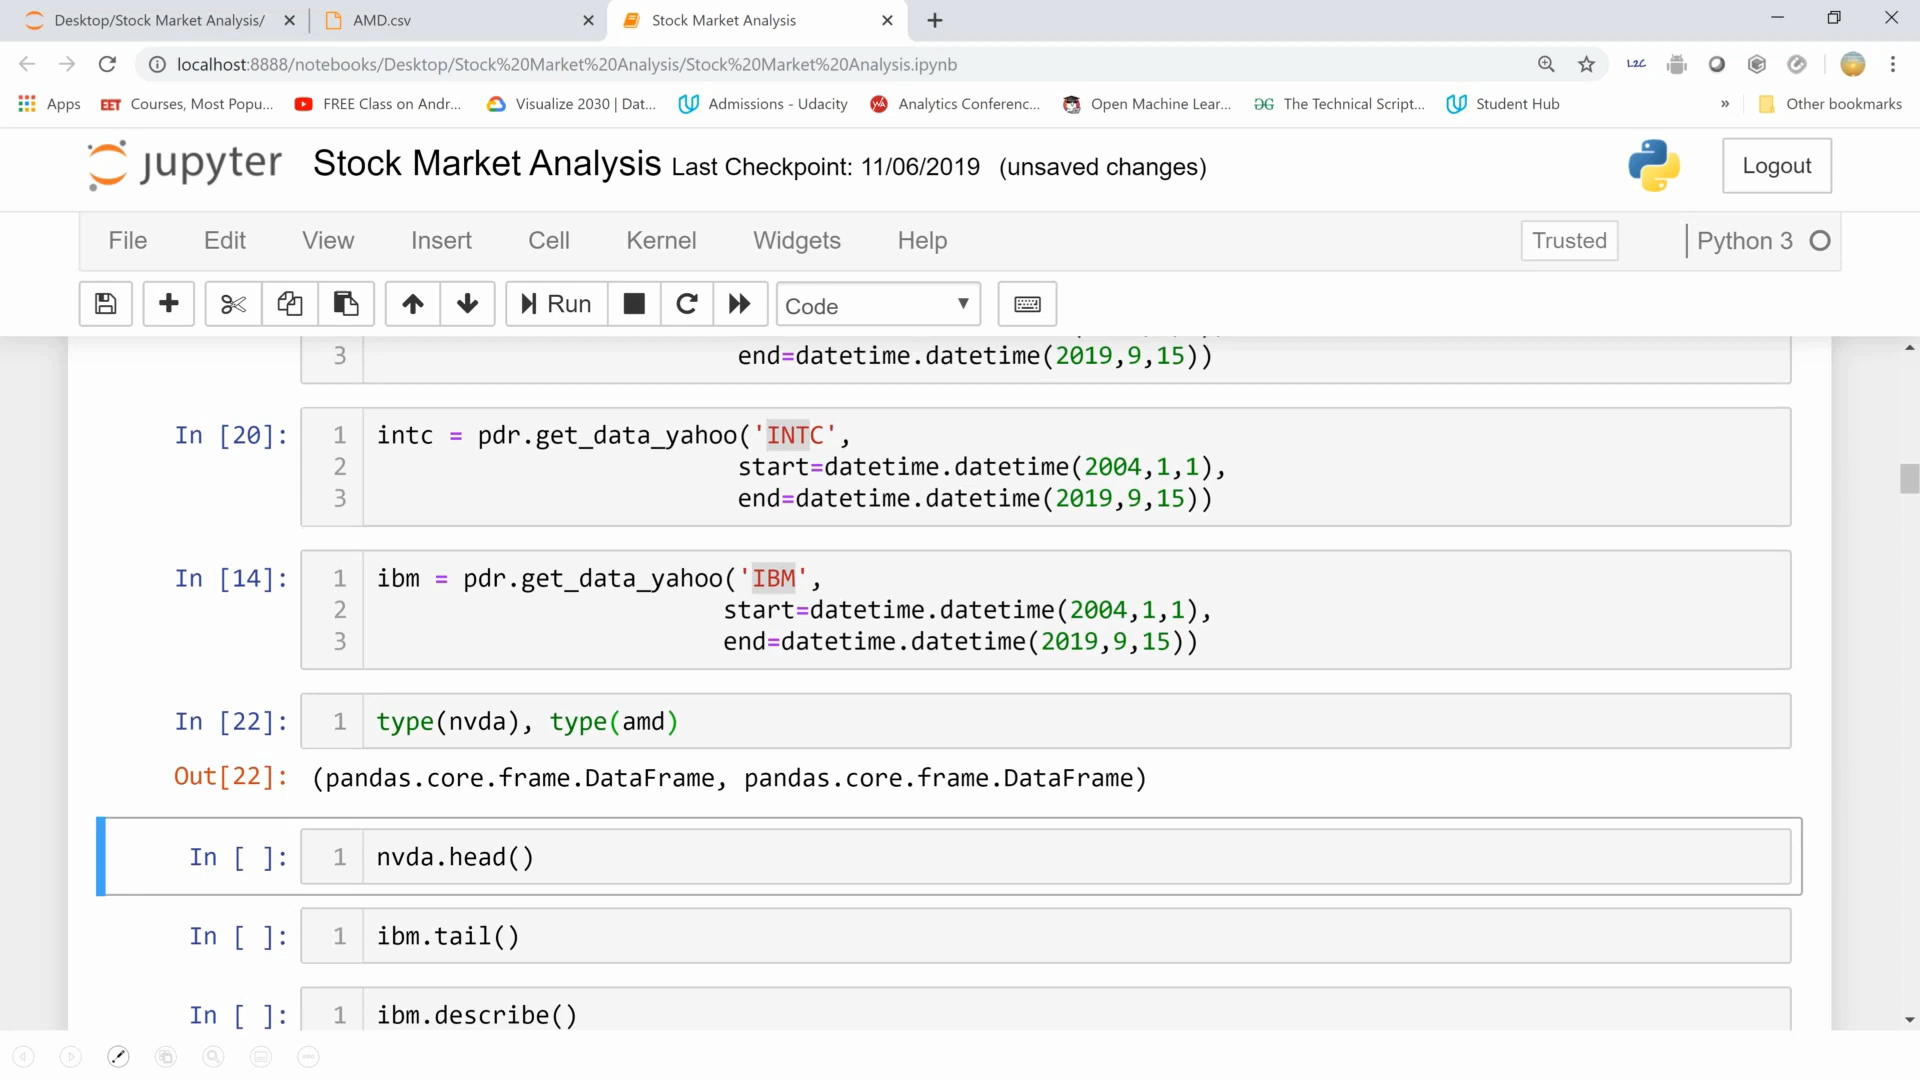 Desktop/Stock Market Analysis/
AMD.csv
Stock Market Analysis
localhost:8888/notebooks/Desktop/Stock%20Market%20Analysis/Stock%20Market%20Analysis.ipynb
L2C
Apps
EET Courses, Most Popu...
FREE Class on Andr...
Visualize 2030 | Dat...
Admissions - Udacity
Analytics Conferenc...
Open Machine Lear...
The Technical Script...
Student Hub
»
Other bookmarks
jupyter Stock Market Analysis Last Checkpoint: 11/06/2019 (unsaved changes)
Logout
File Edit View Insert Cell Kernel Widgets Help
Trusted
Python 3
Run
Code
3 end=datetime.datetime(2019,9,15))
In [20]: 1 intc = pdr.get_data_yahoo('INTC',
2 start=datetime.datetime(2004,1,1),
3 end=datetime.datetime(2019,9,15))
In [14]: 1 ibm = pdr.get_data_yahoo('IBM',
2 start=datetime.datetime(2004,1,1),
3 end=datetime.datetime(2019,9,15))
In [22]: 1 type(nvda), type(amd)
Out[22]: (pandas.core.frame.DataFrame, pandas.core.frame.DataFrame)
In [ ]: 1 nvda.head()
In [ ]: 1 ibm.tail()
In [ ]: 1 ibm.describe()